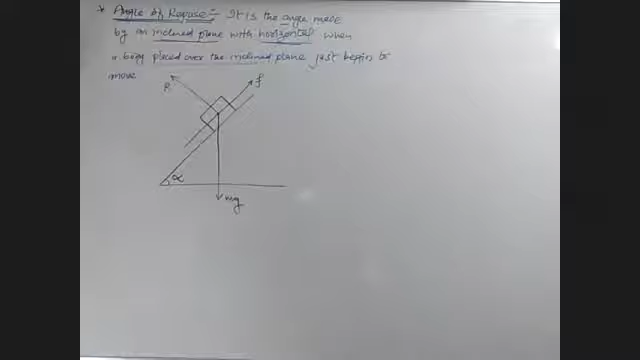 * Angle of Repose:- It is the angle made
by an inclined plane with horizontal when
a body placed over the inclined plane just begins to
move
R
f
α
mg